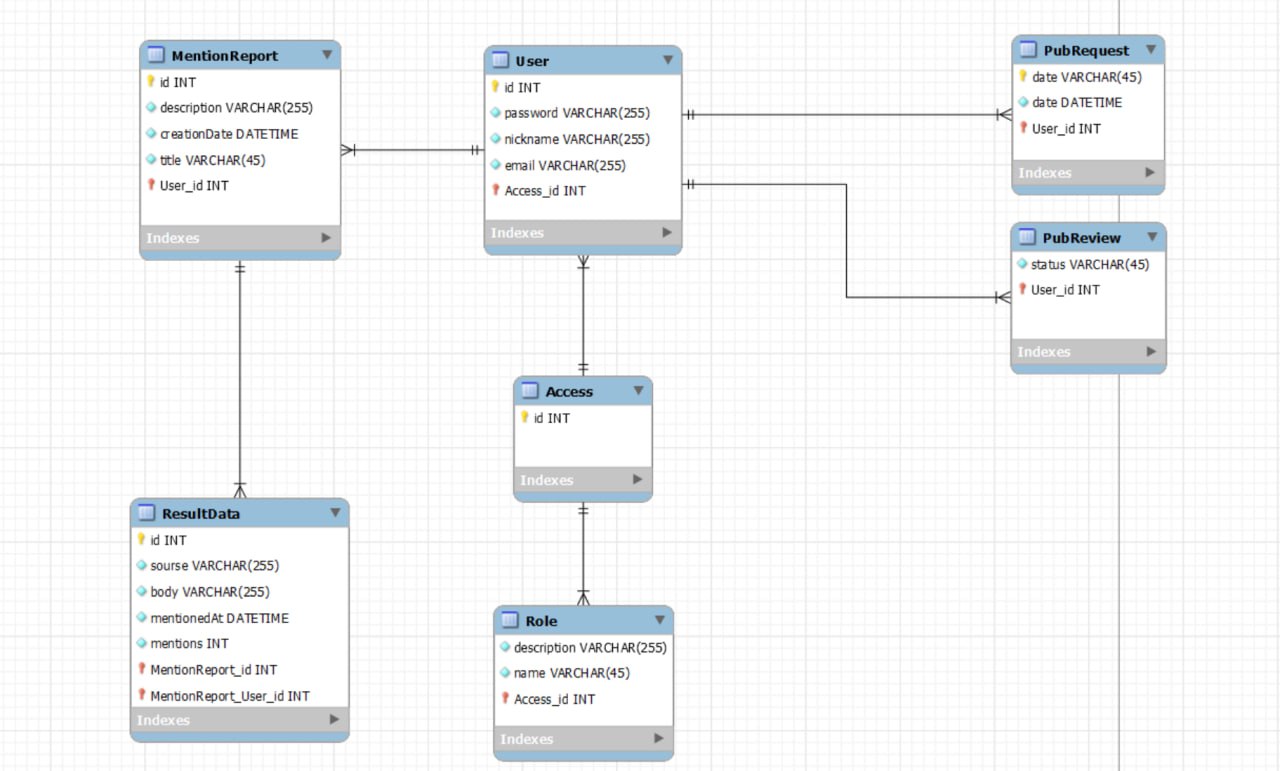 MentionReport
id INT
description VARCHAR(255)
creationDate DATETIME
title VARCHAR(45)
User_id INT
Indexes
User
id INT
password VARCHAR(255)
nickname VARCHAR(255)
email VARCHAR(255)
Access_id INT
Indexes
PubRequest
date VARCHAR(45)
date DATETIME
User_id INT
Indexes
PubReview
status VARCHAR(45)
User_id INT
Indexes
Access
id INT
Indexes
ResultData
id INT
sourse VARCHAR(255)
body VARCHAR(255)
mentionedAt DATETIME
mentions INT
MentionReport_id INT
MentionReport_User_id INT
Indexes
Role
description VARCHAR(255)
name VARCHAR(45)
Access_id INT
Indexes